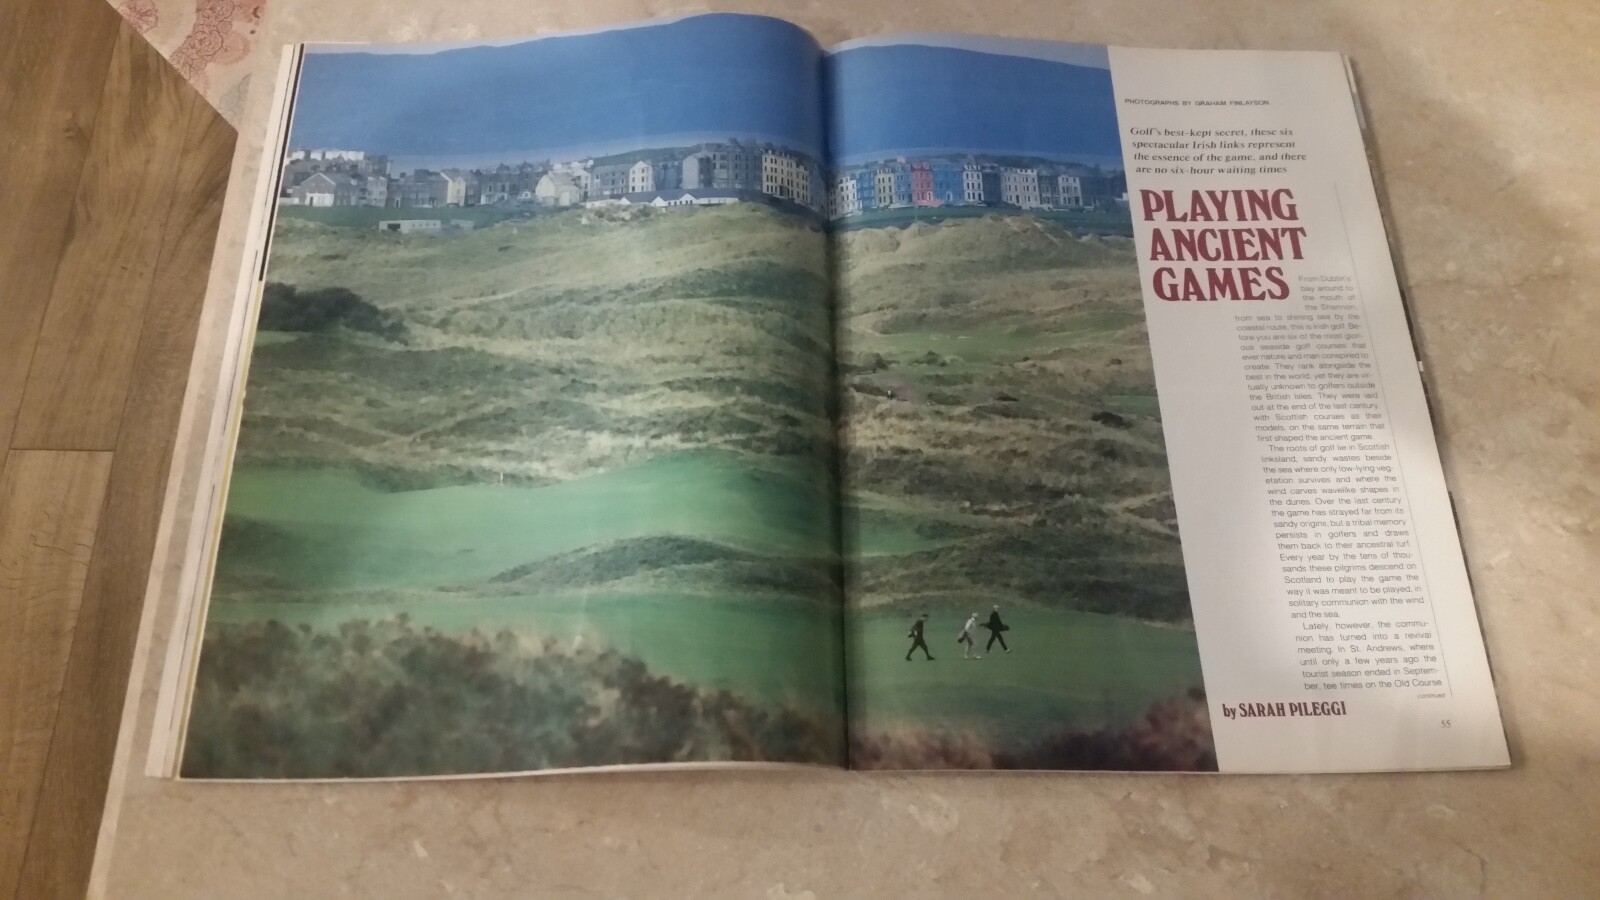 PHOTOGRAPHS BY GRAHAM FINLAYSON
Golf's best-kept secret, these six
spectacular Irish links represent
the essence of the game, and there
are no six-hour waiting times
PLAYING
ANCIENT
GAMES
From Dublin's
bay around to
the mouth of
the Shannon,
from sea to shining sea by the
coastal route, this is Irish golf. Be-
fore you are six of the most glori-
ous seaside golf courses that
ever nature and man conspired to
create. They rank alongside the
best in the world, yet they are vir-
tually unknown to golfers outside
the British Isles. They were laid
out at the end of the last century,
with Scottish courses as their
models, on the same terrain that
first shaped the ancient game.
The roots of golf lie in Scottish
linksland, sandy wastes beside
the sea where only low-lying veg-
etation survives and where the
wind carves wavelike shapes in
the dunes. Over the last century
the game has strayed far from its
sandy origins, but a tribal memory
persists in golfers and draws
them back to their ancestral turf.
Every year by the tens of thou-
sands these pilgrims descend on
Scotland to play the game the
way it was meant to be played, in
solitary communion with the wind
and the sea.
Lately, however, the commu-
nion has turned into a revival
meeting. In St. Andrews, where
until only a few years ago the
tourist season ended in Septem-
ber, tee times on the Old Course
continued
by SARAH PILEGGI
55